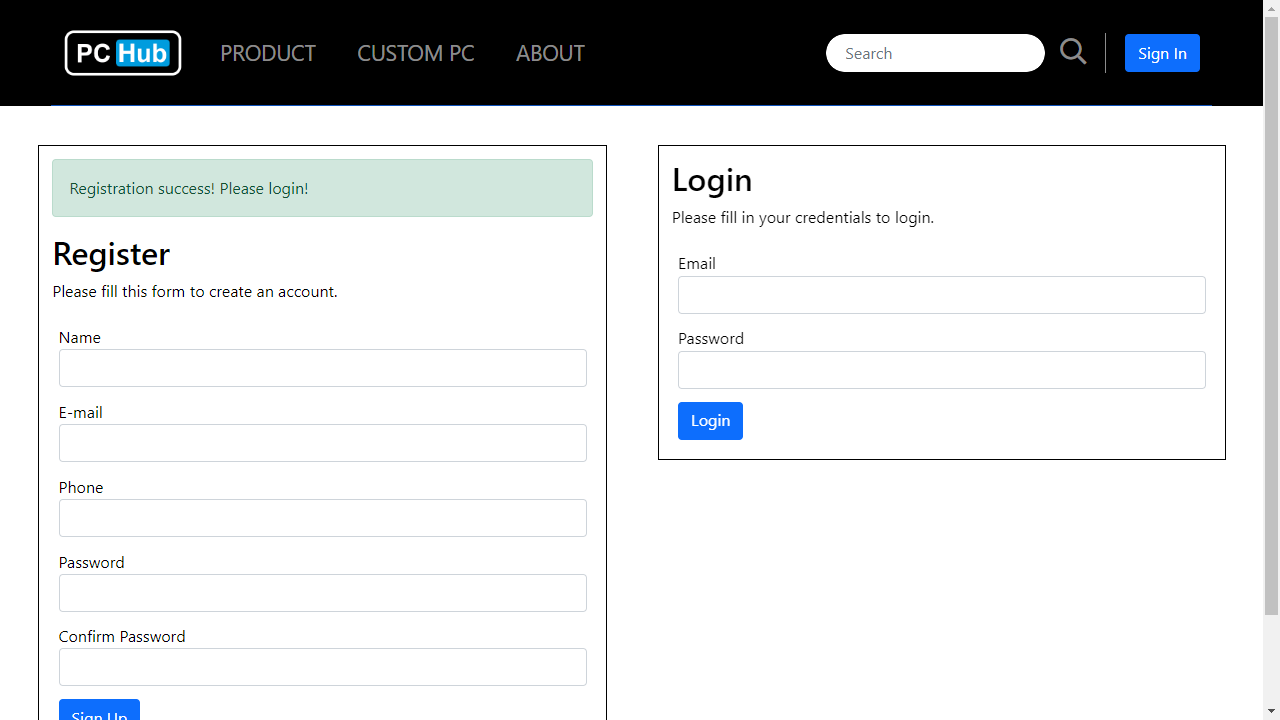 PC Hub PRODUCT CUSTOM PC ABOUT Search Sign In
Registration success! Please login!
Register
Please fill this form to create an account.
Name
E-mail
Phone
Password
Confirm Password
Sign Up
Login
Please fill in your credentials to login.
Email
Password
Login